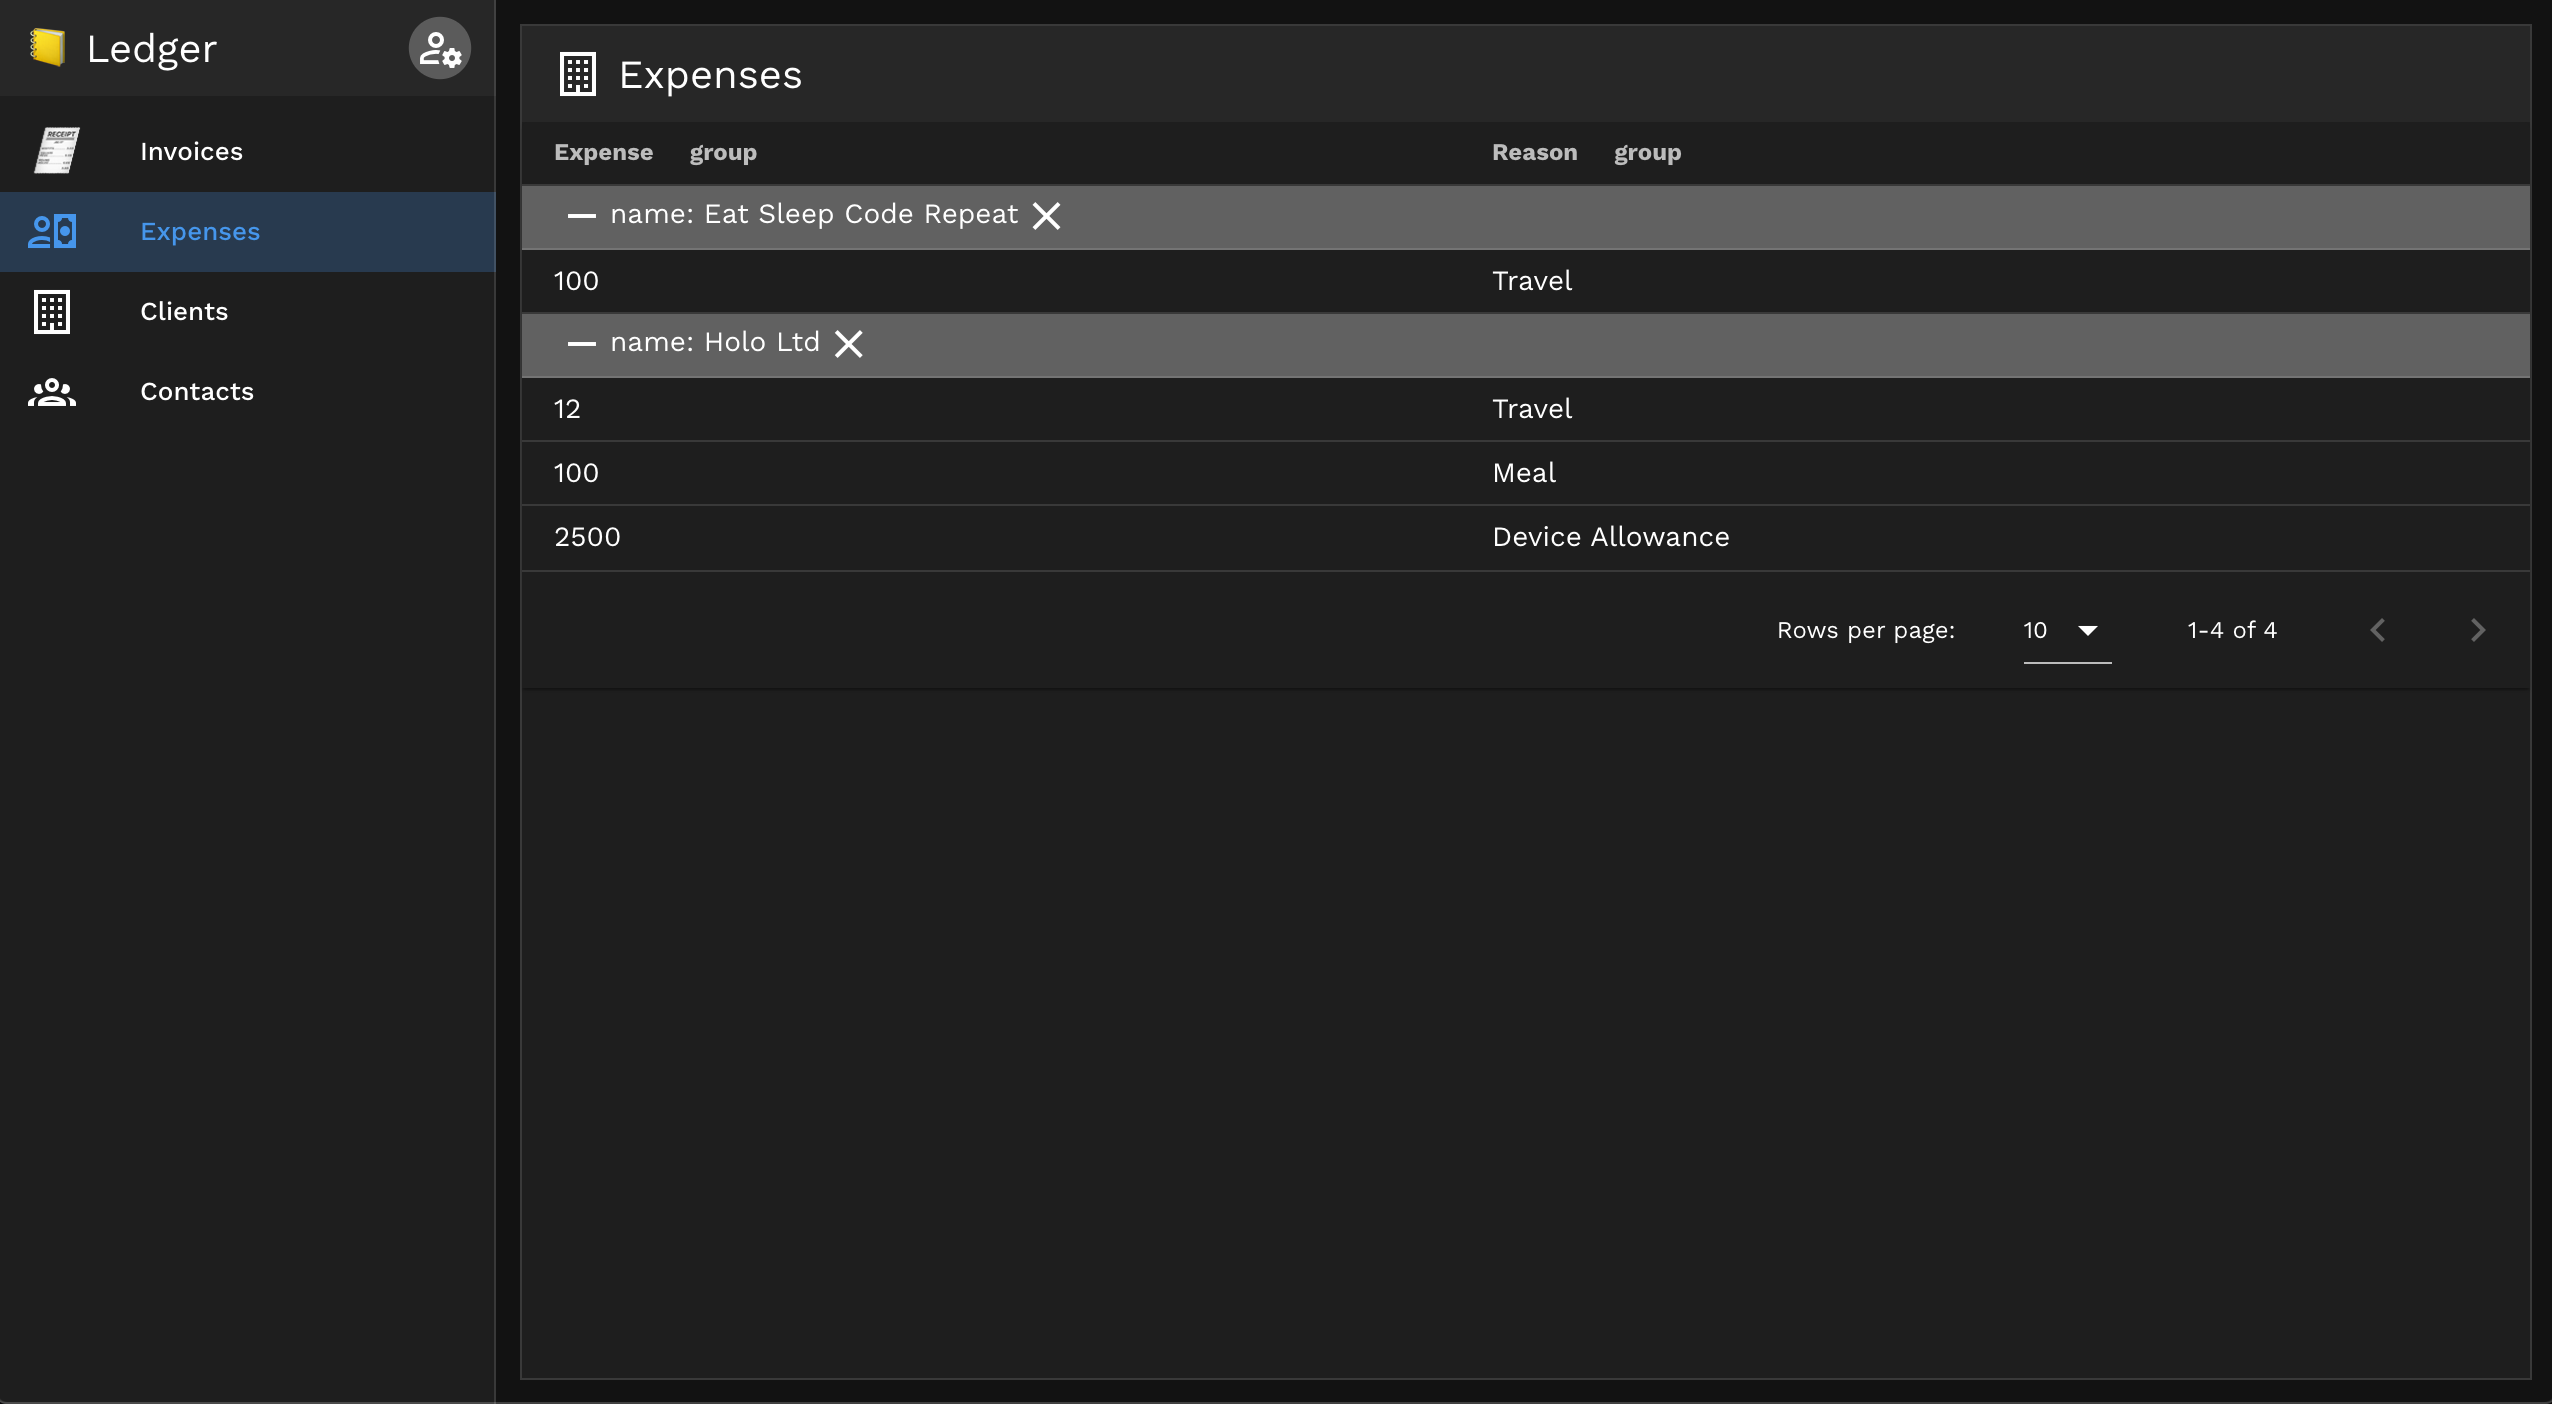 Ledger
RECEIPT
Invoices
Expenses
Clients
Contacts
Expenses
Expense group Reason group
name: Eat Sleep Code Repeat
100 Travel
name: Holo Ltd
12 Travel
100 Meal
2500 Device Allowance
Rows per page: 10 1-4 of 4